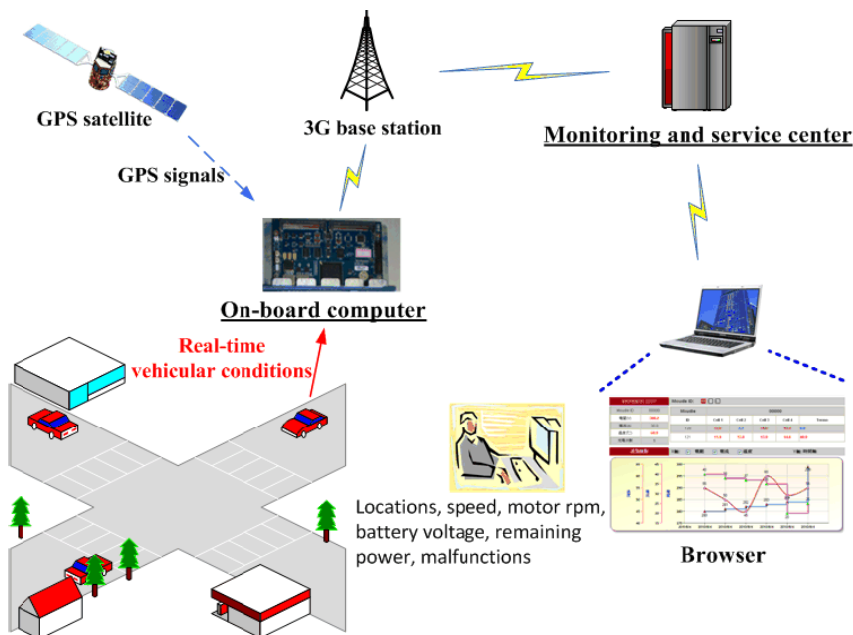 GPS satellite
3G base station
Monitoring and service center
GPS signals
On-board computer
Real-time
vehicular conditions
Locations, speed, motor rpm,
battery voltage, remaining
power, malfunctions
Browser